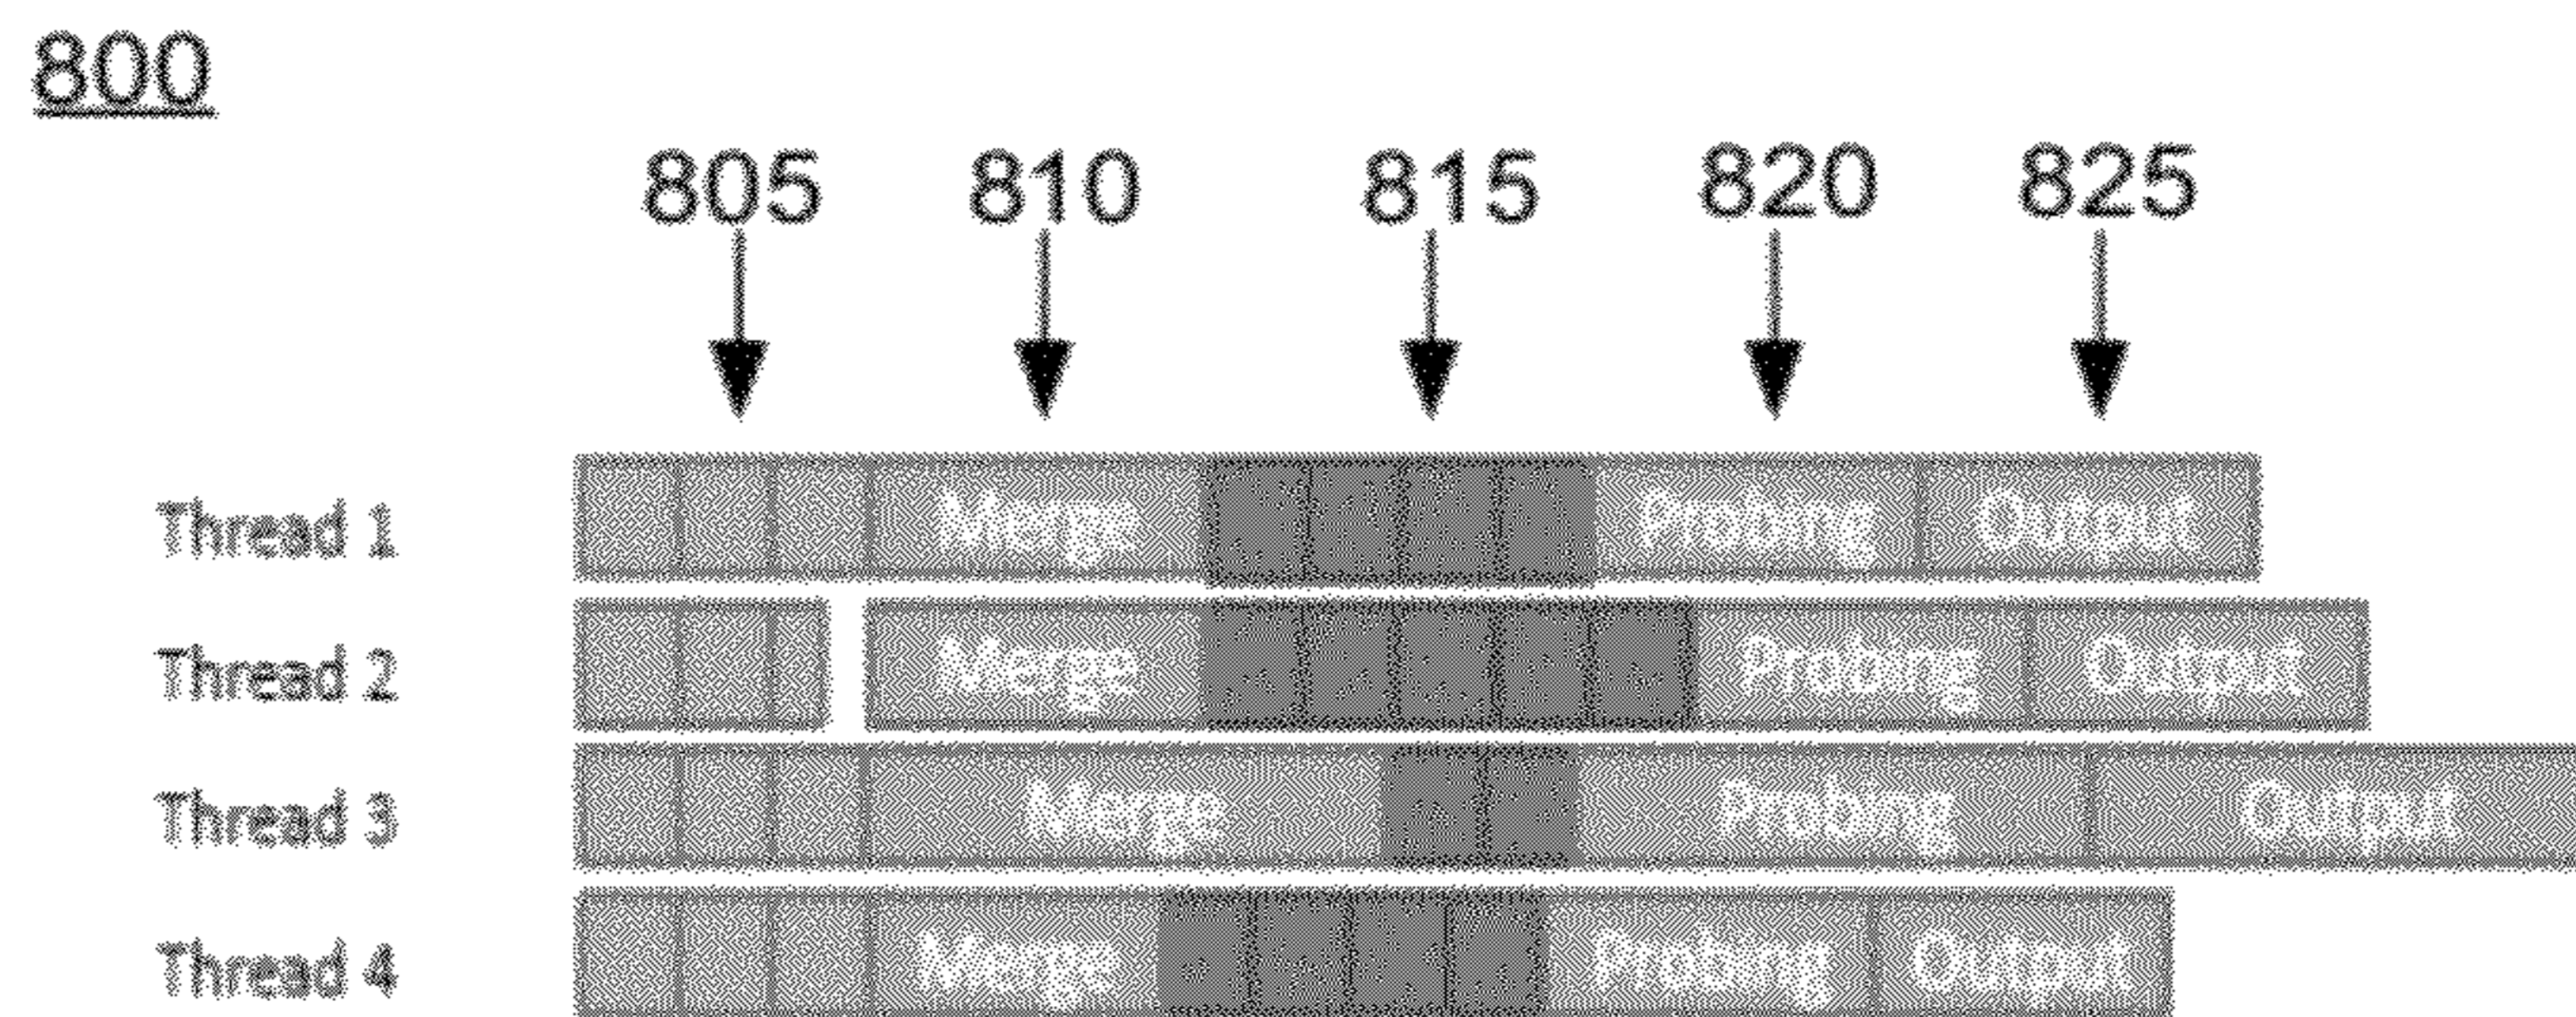 800
805 810 815 820 825
Thread 1 Merge Probing Output
Thread 2 Merge Probing Output
Thread 3 Merge Probing Output
Thread 4 Merge Probing Output